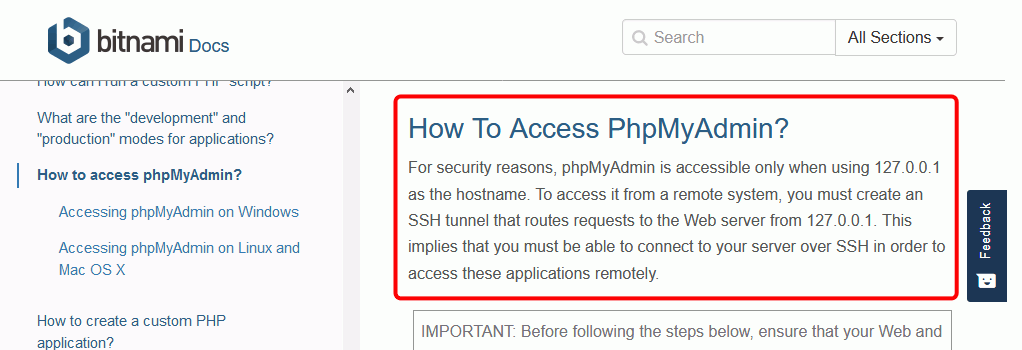 bitnami Docs
Search
All Sections
How can I run a custom PHP script?
What are the "development" and
"production" modes for applications?
How to access phpMyAdmin?
Accessing phpMyAdmin on Windows
Accessing phpMyAdmin on Linux and
Mac OS X
How to create a custom PHP
application?
How To Access PhpMyAdmin?
For security reasons, phpMyAdmin is accessible only when using 127.0.0.1
as the hostname. To access it from a remote system, you must create an
SSH tunnel that routes requests to the Web server from 127.0.0.1. This
implies that you must be able to connect to your server over SSH in order to
access these applications remotely.
IMPORTANT: Before following the steps below, ensure that your Web and
Feedback